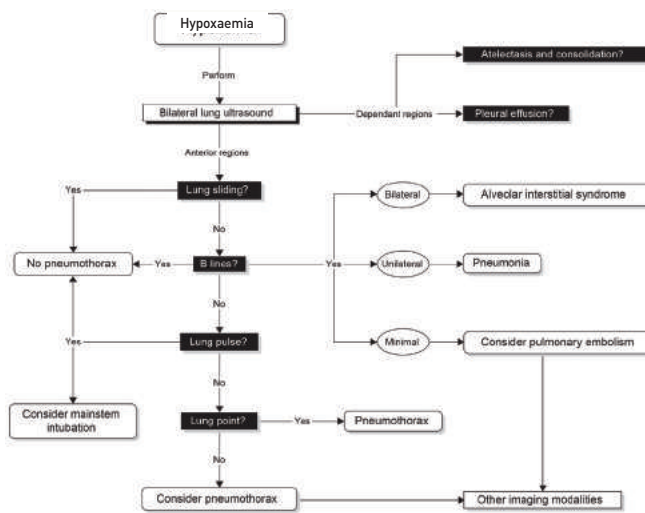 Hypoxaemia
Perform
Atelectasis and consolidation?
Bilateral lung ultrasound
Dependant regions
Pleural effusion?
Anterior regions
Yes
Lung sliding?
Bilateral
Alveolar interstitial syndrome
No
No pneumothorax
Yes
B lines?
Yes
Unilateral
Pneumonia
No
Yes
Lung pulse?
Minimal
Consider pulmonary embolism
No
Consider mainstem
intubation
Lung point?
Yes
Pneumothorax
No
Consider pneumothorax
Other imaging modalities